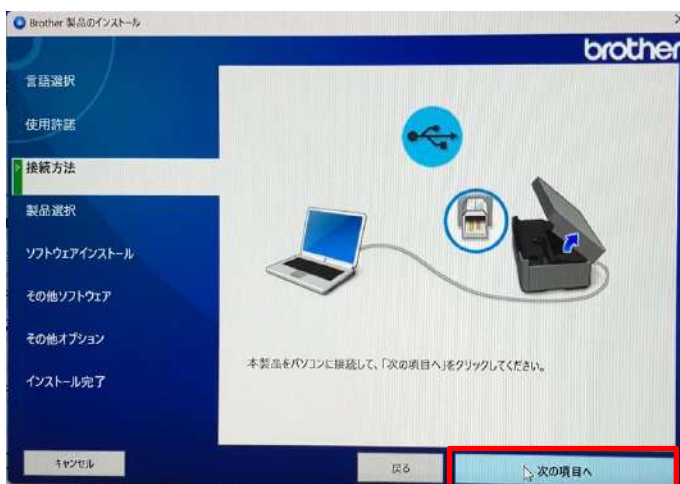 Brother 製品のインストール
brother
言語選択
使用許諾
接続方法
製品選択
ソフトウェアインストール
その他ソフトウェア
その他オプション
インストール完了
本製品をパソコンに接続して、「次の項目へ」をクリックしてください。
キャンセル
戻る
次の項目へ